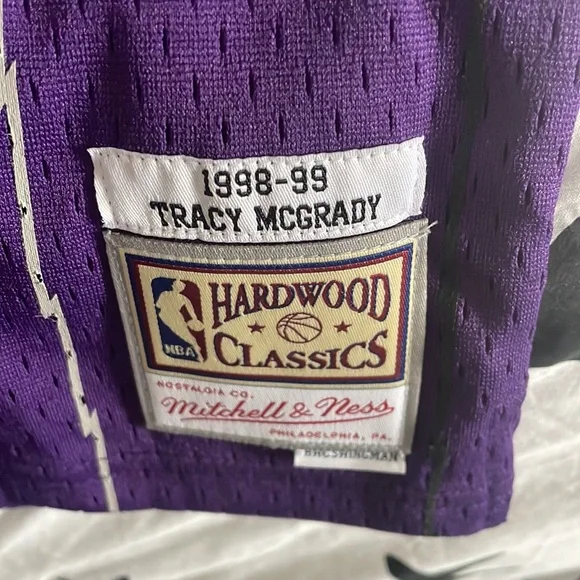 1998-99
TRACY MCGRADY
HARDWOOD
NBA
CLASSICS
NOSTALGIA CO.
Mitchell & Ness
PHILADELPHIA, PA.